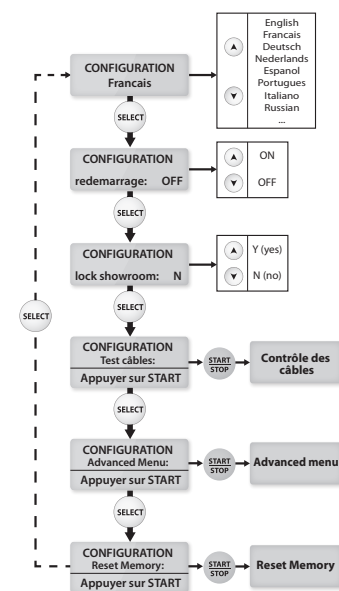 English
Francais
Deutsch
Nederlands
Espanol
Portugues
Italiano
Russian
...
CONFIGURATION
Francais
SELECT
CONFIGURATION
redemarrage: OFF
ON
OFF
SELECT
CONFIGURATION
lock showroom: N
Y (yes)
N (no)
SELECT
SELECT
CONFIGURATION
Test câbles:
Appuyer sur START
START
STOP
Contrôle des
câbles
SELECT
CONFIGURATION
Advanced Menu:
Appuyer sur START
START
STOP
Advanced menu
SELECT
CONFIGURATION
Reset Memory:
Appuyer sur START
START
STOP
Reset Memory